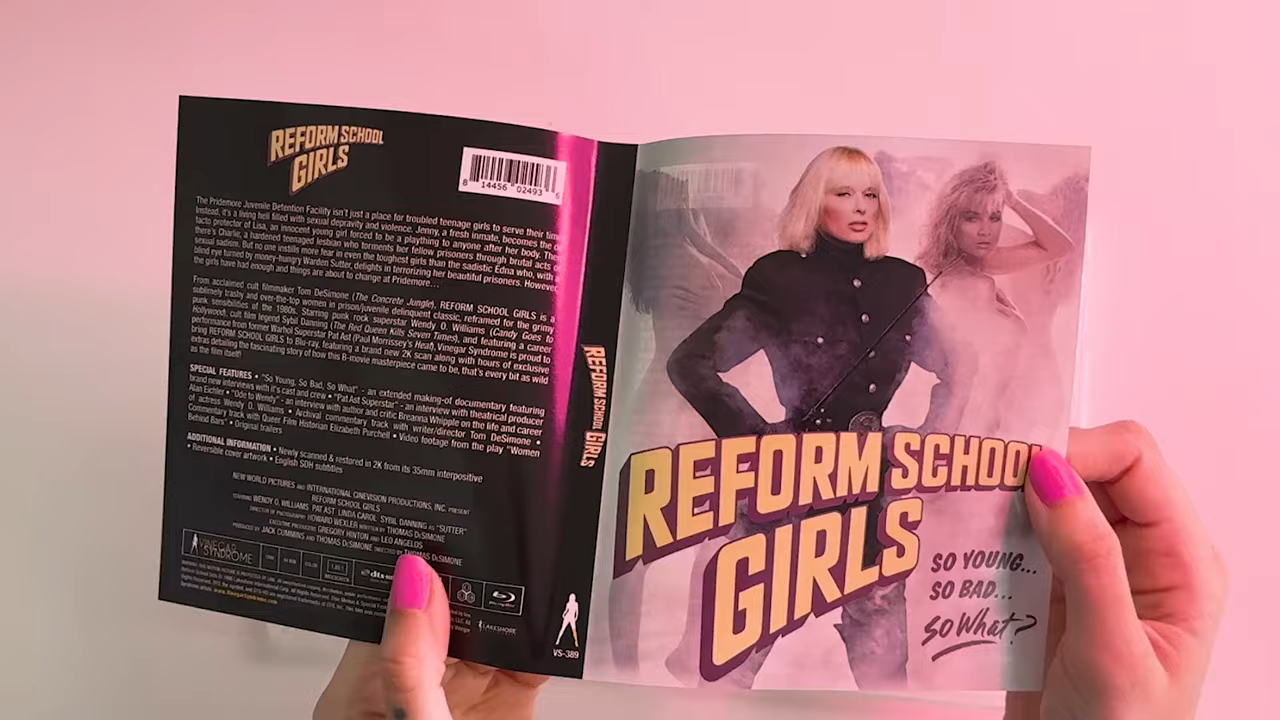 REFORM SCHOOL
GIRLS
8 14456 02493 6
The Pridemore Juvenile Detention Facility isn't just a place for troubled teenage girls to serve their time.
Instead, it's a living hell filled with sexual depravity and violence. Jenny, a fresh inmate, becomes the
facto protector of Lisa, an innocent young girl forced to be a plaything to anyone after her body. Then
there's Charlie, a hardened teenaged lesbian who torments her fellow prisoners through brutal acts of
sexual sadism. But no one instills more fear in even the toughest girls than the sadistic Edna who, with a
blind eye turned by money-hungry Warden Sutter, delights in terrorizing her beautiful prisoners. However
the girls have had enough and things are about to change at Pridemore...
From acclaimed cult filmmaker Tom DeSimone (The Concrete Jungle), REFORM SCHOOL GIRLS is a
sublimely trashy and over-the-top women in prison/juvenile delinquent classic, reframed for the grimy
punk sensibilities of the 1980s. Starring punk rock superstar Wendy O. Williams (Candy Goes to
Hollywood), cult film legend Sybil Danning (The Red Queen Kills Seven Times), and featuring a career
performance from former Warhol Superstar Pat Ast (Paul Morrissey's Heat), Vinegar Syndrome is proud to
bring REFORM SCHOOL GIRLS to Blu-ray, featuring a brand new 2K scan along with hours of exclusive
extras detailing the fascinating story of how this B-movie masterpiece came to be, that's every bit as wild
as the film itself!
SPECIAL FEATURES • "So Young, So Bad, So What" - an extended making-of documentary featuring
brand new interviews with it's cast and crew • "Pat Ast Superstar" - an interview with theatrical producer
Alan Eichler • "Ode to Wendy" - an interview with author and critic Breanna Whipple on the life and career
of actress Wendy O. Williams • Archival commentary track with writer/director Tom DeSimone •
Commentary track with Queer Film Historian Elizabeth Purchell • Video footage from the play "Women
Behind Bars" • Original trailers
ADDITIONAL INFORMATION • Newly scanned & restored in 2K from its 35mm interpositive
• Reversible cover artwork • English SDH subtitles
NEW WORLD PICTURES AND INTERNATIONAL CINEVISION PRODUCTIONS, INC. PRESENT
REFORM SCHOOL GIRLS
STARRING WENDY O. WILLIAMS PAT AST LINDA CAROL SYBIL DANNING AS "SUTTER"
DIRECTOR OF PHOTOGRAPHY HOWARD WEXLER WRITTEN BY THOMAS DeSIMONE
EXECUTIVE PRODUCERS GREGORY HINTON AND LEO ANGELOS
PRODUCED BY JACK CUMMINS AND THOMAS DeSIMONE DIRECTED BY THOMAS DeSIMONE
VINEGAR
SYNDROME
COLOR
1.85:1
WIDESCREEN
dts-HD
Blu-ray Disc
LAKESHORE
www.VinegarSyndrome.com
REFORM SCHOOL GIRLS
VS-389
REFORM SCHOOL
GIRLS
SO YOUNG...
SO BAD...
So What?